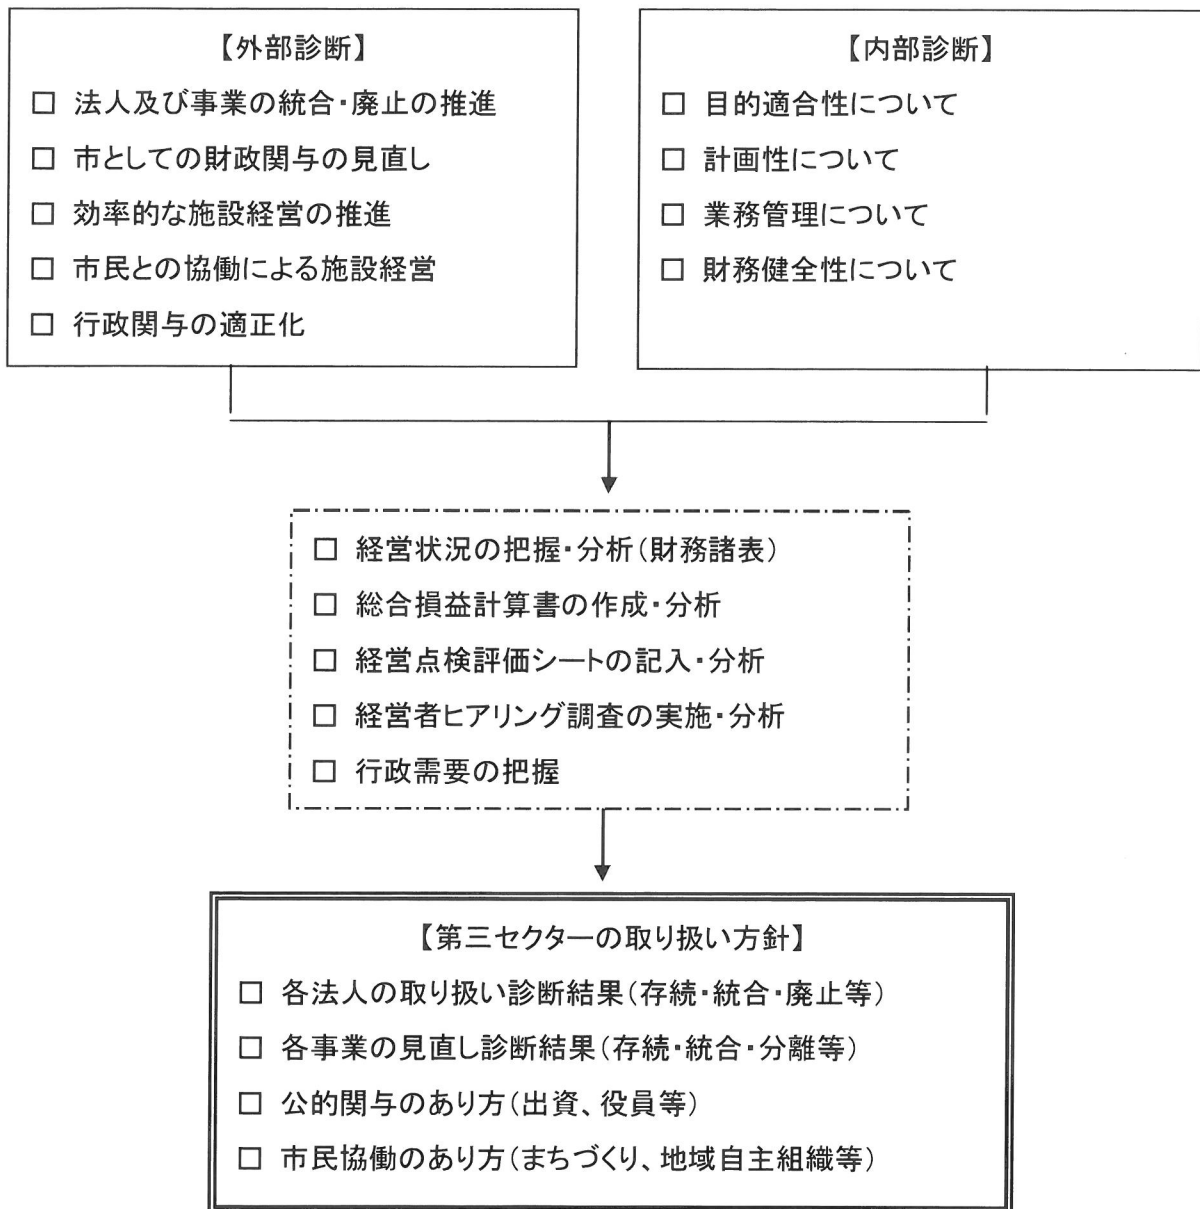 【外部診断】
□ 法人及び事業の統合・廃止の推進
□ 市としての財政関与の見直し
□ 効率的な施設経営の推進
□ 市民との協働による施設経営
□ 行政関与の適正化
【内部診断】
□ 目的適合性について
□ 計画性について
□ 業務管理について
□ 財務健全性について
□ 経営状況の把握・分析(財務諸表)
□ 総合損益計算書の作成・分析
□ 経営点検評価シートの記入・分析
□ 経営者ヒアリング調査の実施・分析
□ 行政需要の把握
【第三セクターの取り扱い方針】
□ 各法人の取り扱い診断結果(存続・統合・廃止等)
□ 各事業の見直し診断結果(存続・統合・分離等)
□ 公的関与のあり方(出資、役員等)
□ 市民協働のあり方(まちづくり、地域自主組織等)